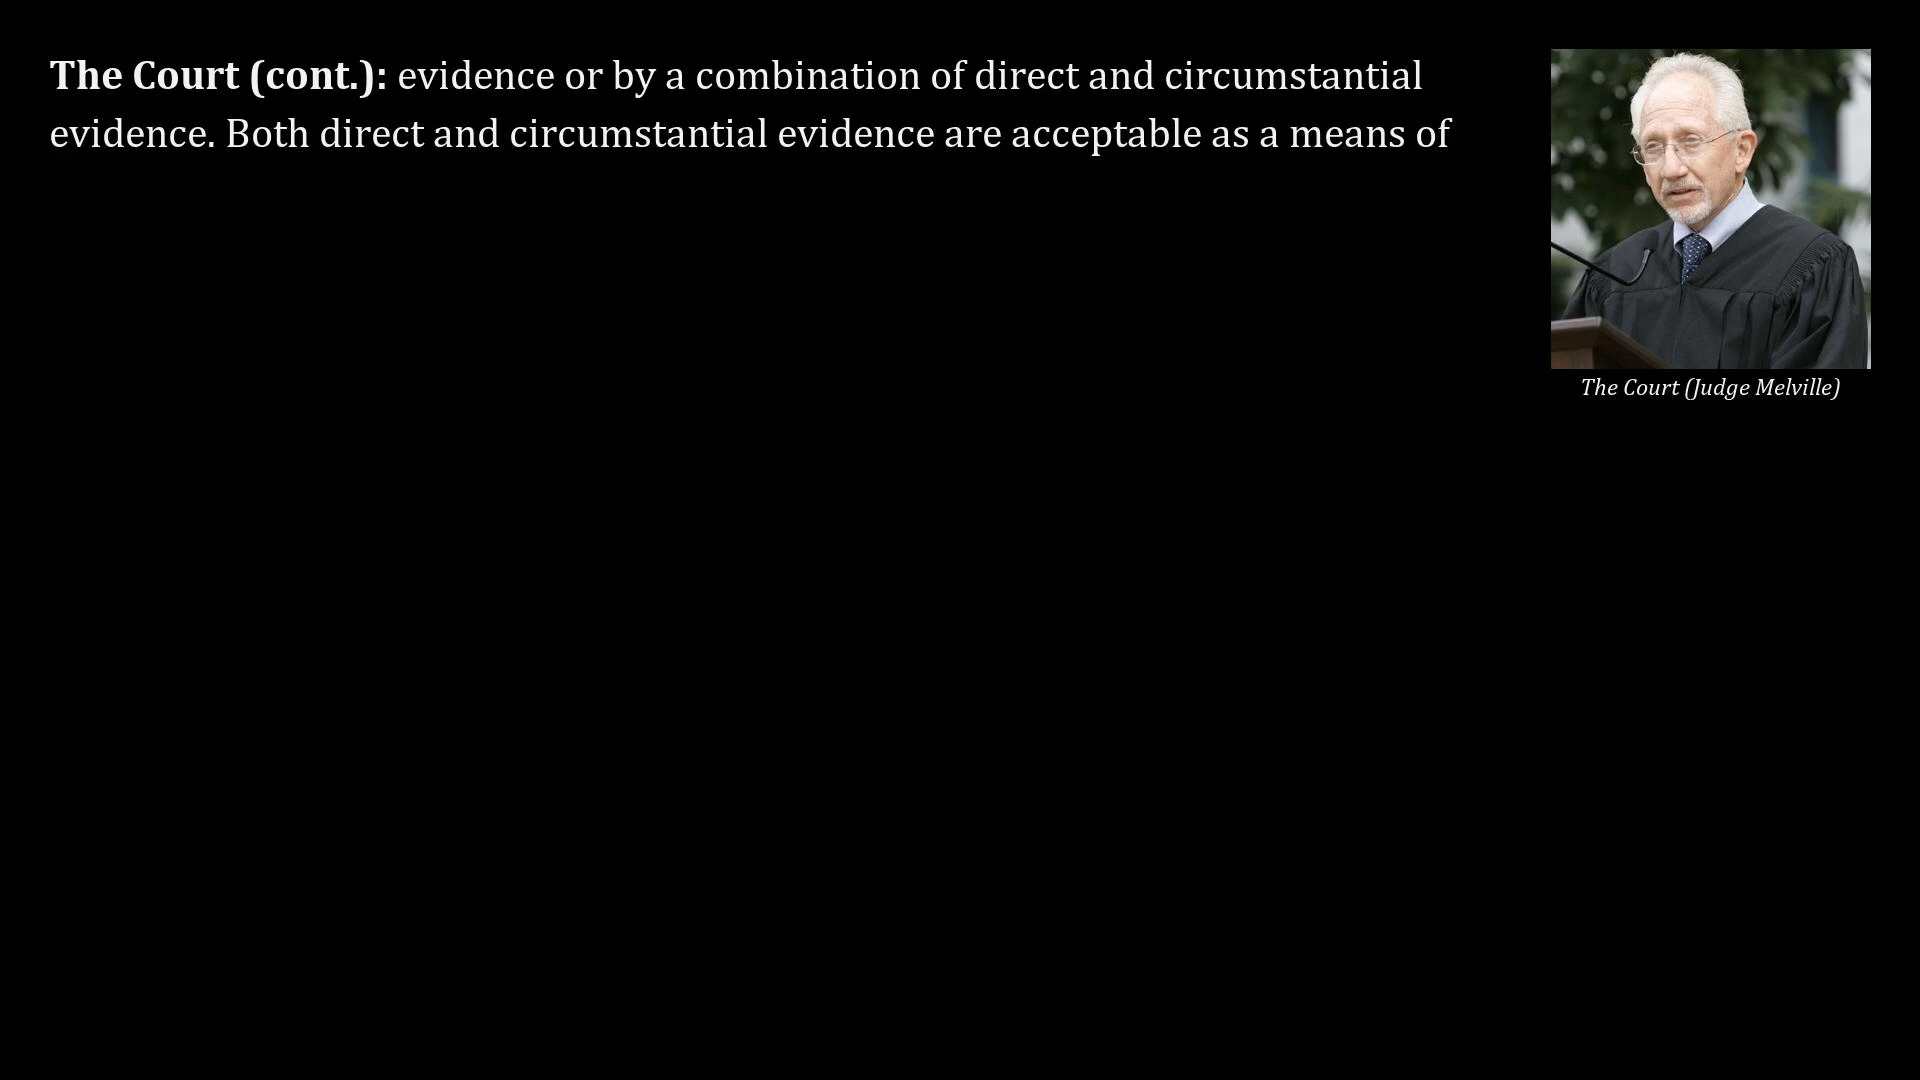 The Court (cont.): evidence or by a combination of direct and circumstantial
evidence. Both direct and circumstantial evidence are acceptable as a means of
The Court (Judge Melville)